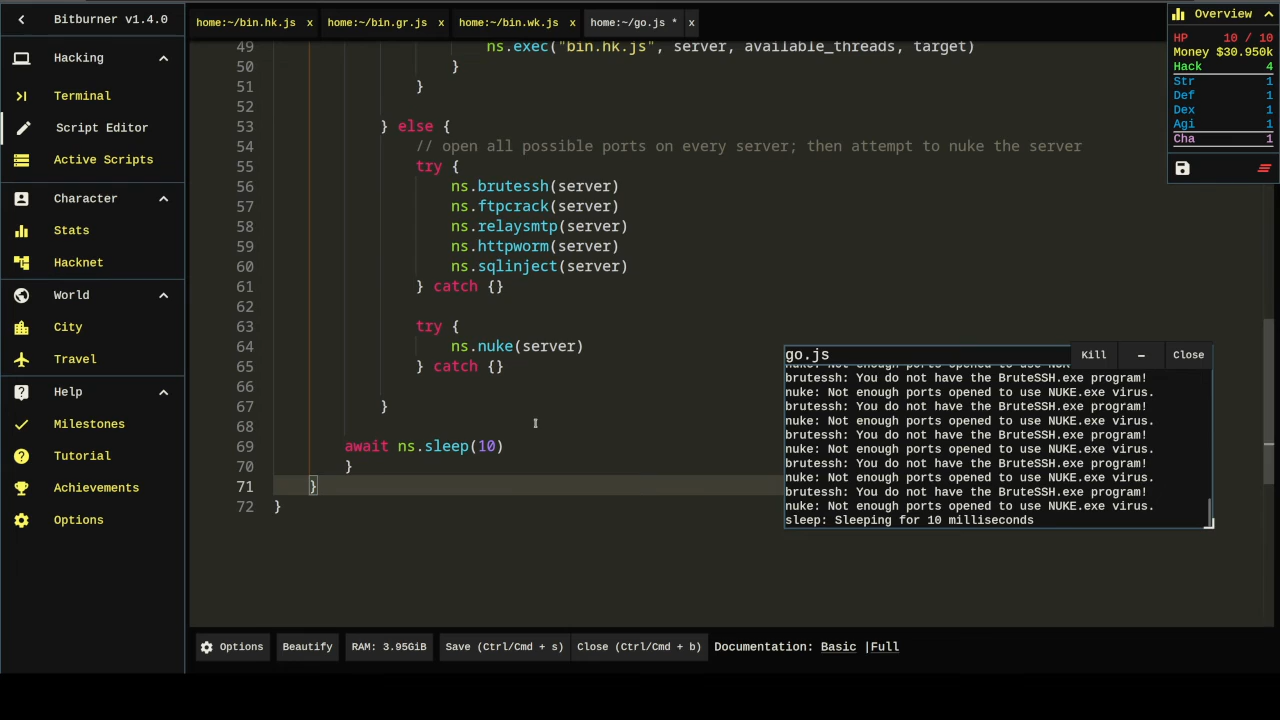 Bitburner v1.4.0
home:~/bin.hk.js x
home:~/bin.gr.js x
home:~/bin.wk.js x
home:~/go.js * x
Overview
HP 10 / 10
Money $30.950k
Hack 4
Str 1
Def 1
Dex 1
Agi 1
Cha 1
Hacking
Terminal
Script Editor
Active Scripts
Character
Stats
Hacknet
World
City
Travel
Help
Milestones
Tutorial
Achievements
Options
49 ns.exec("bin.hk.js", server, available_threads, target)
50 }
51 }
52
53 } else {
54 // open all possible ports on every server; then attempt to nuke the server
55 try {
56 ns.brutessh(server)
57 ns.ftpcrack(server)
58 ns.relaysmtp(server)
59 ns.httpworm(server)
60 ns.sqlinject(server)
61 } catch {}
62
63 try {
64 ns.nuke(server)
65 } catch {}
66
67 }
68
69 await ns.sleep(10)
70 }
71 }
72 }
go.js Kill – Close
nuke: Not enough ports opened to use NUKE.exe virus.
brutessh: You do not have the BruteSSH.exe program!
nuke: Not enough ports opened to use NUKE.exe virus.
brutessh: You do not have the BruteSSH.exe program!
nuke: Not enough ports opened to use NUKE.exe virus.
brutessh: You do not have the BruteSSH.exe program!
nuke: Not enough ports opened to use NUKE.exe virus.
brutessh: You do not have the BruteSSH.exe program!
nuke: Not enough ports opened to use NUKE.exe virus.
brutessh: You do not have the BruteSSH.exe program!
nuke: Not enough ports opened to use NUKE.exe virus.
sleep: Sleeping for 10 milliseconds
Options Beautify RAM: 3.95GiB Save (Ctrl/Cmd + s) Close (Ctrl/Cmd + b) Documentation: Basic |Full